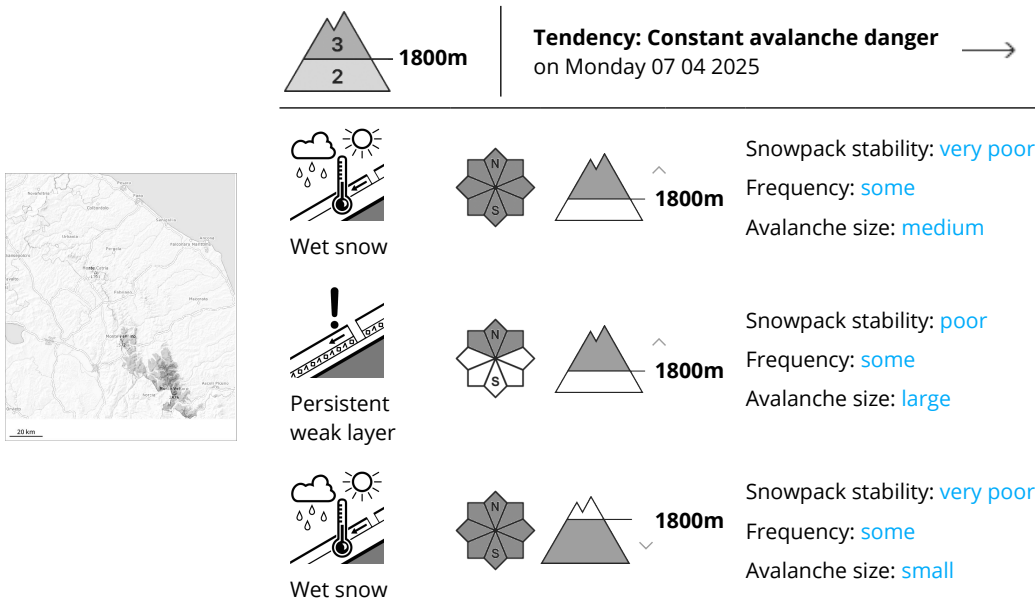 3
2
1800m
Tendency: Constant avalanche danger
on Monday 07 04 2025
N
S
1800m
Wet snow
Snowpack stability: very poor
Frequency: some
Avalanche size: medium
N
S
1800m
Persistent
weak layer
Snowpack stability: poor
Frequency: some
Avalanche size: large
N
S
1800m
Wet snow
Snowpack stability: very poor
Frequency: some
Avalanche size: small
20 km